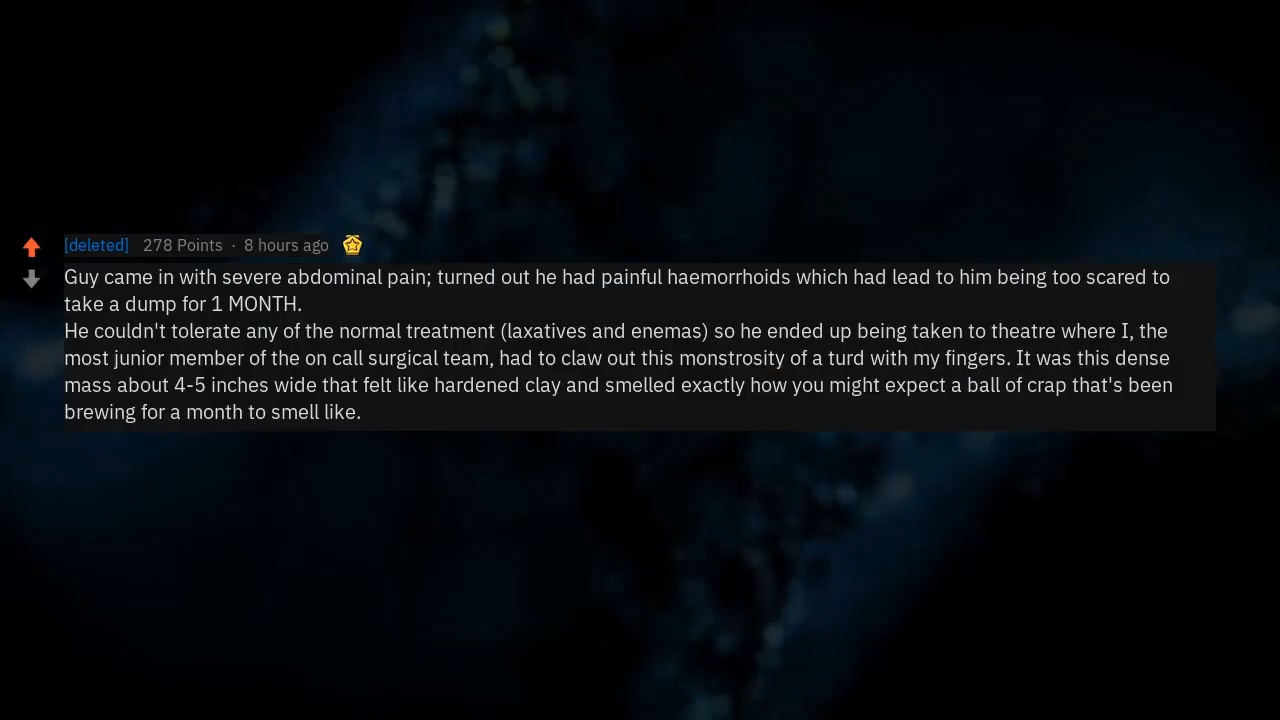 [deleted] 278 Points · 8 hours ago
Guy came in with severe abdominal pain; turned out he had painful haemorrhoids which had lead to him being too scared to
take a dump for 1 MONTH.
He couldn't tolerate any of the normal treatment (laxatives and enemas) so he ended up being taken to theatre where I, the
most junior member of the on call surgical team, had to claw out this monstrosity of a turd with my fingers. It was this dense
mass about 4-5 inches wide that felt like hardened clay and smelled exactly how you might expect a ball of crap that's been
brewing for a month to smell like.